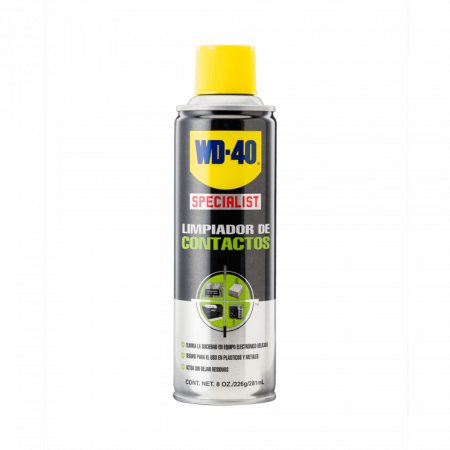 WD-40
SPECIALIST
LIMPIADOR DE
CONTACTOS
ELIMINA LA SUCIEDAD EN EQUIPO ELECTRÓNICO DELICADO
SEGURO PARA EL USO EN PLÁSTICOS Y METALES
ACTÚA SIN DEJAR RESIDUOS
CONT. NET. 8 OZ./226g/281mL